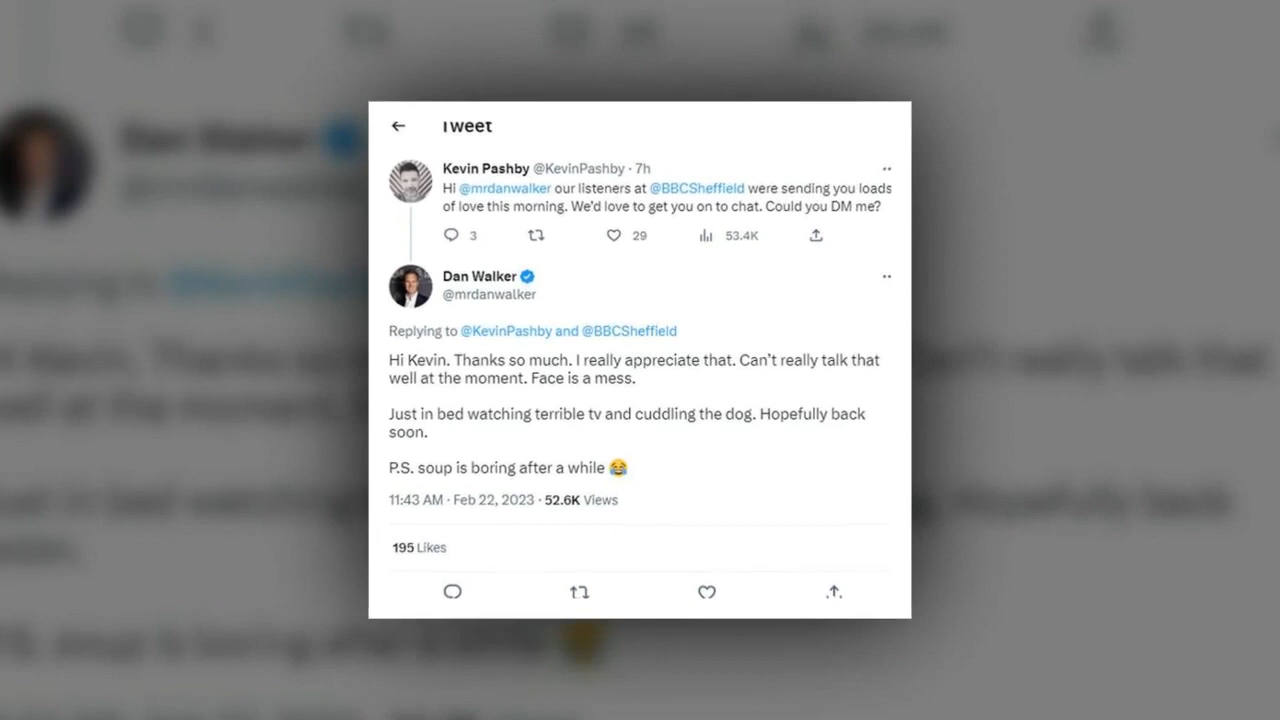 Tweet
Kevin Pashby @KevinPashby · 7h
Hi @mrdanwalker our listeners at @BBCSheffield were sending you loads
of love this morning. We'd love to get you on to chat. Could you DM me?
3 29 53.4K
Dan Walker
@mrdanwalker
Replying to @KevinPashby and @BBCSheffield
Hi Kevin. Thanks so much. I really appreciate that. Can't really talk that
well at the moment. Face is a mess.
Just in bed watching terrible tv and cuddling the dog. Hopefully back
soon.
P.S. soup is boring after a while 😂
11:43 AM · Feb 22, 2023 · 52.6K Views
195 Likes